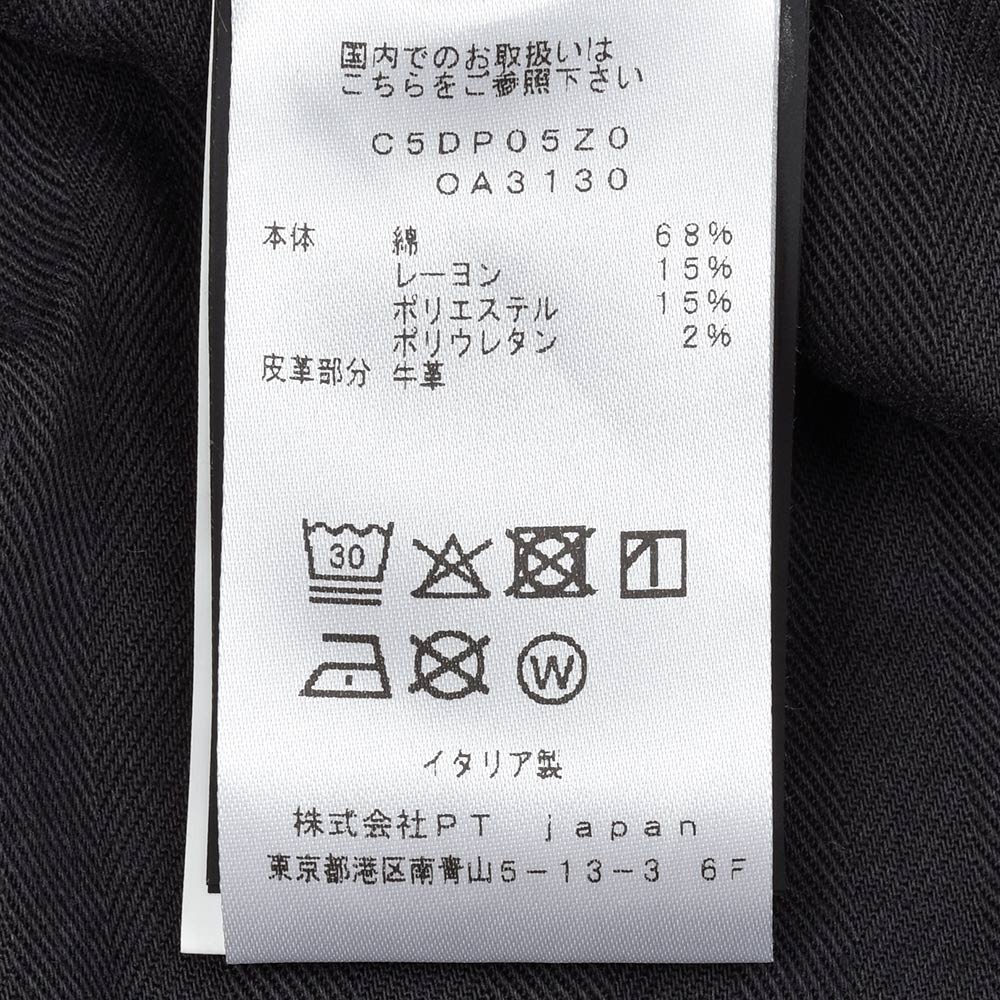 国内でのお取扱いは
こちらをご参照下さい
C5DP05Z0
OA3130
本体 綿 68%
レーヨン 15%
ポリエステル 15%
ポリウレタン 2%
皮革部分 牛革
30
W
イタリア製
株式会社PT japan
東京都港区南青山5-13-3 6F